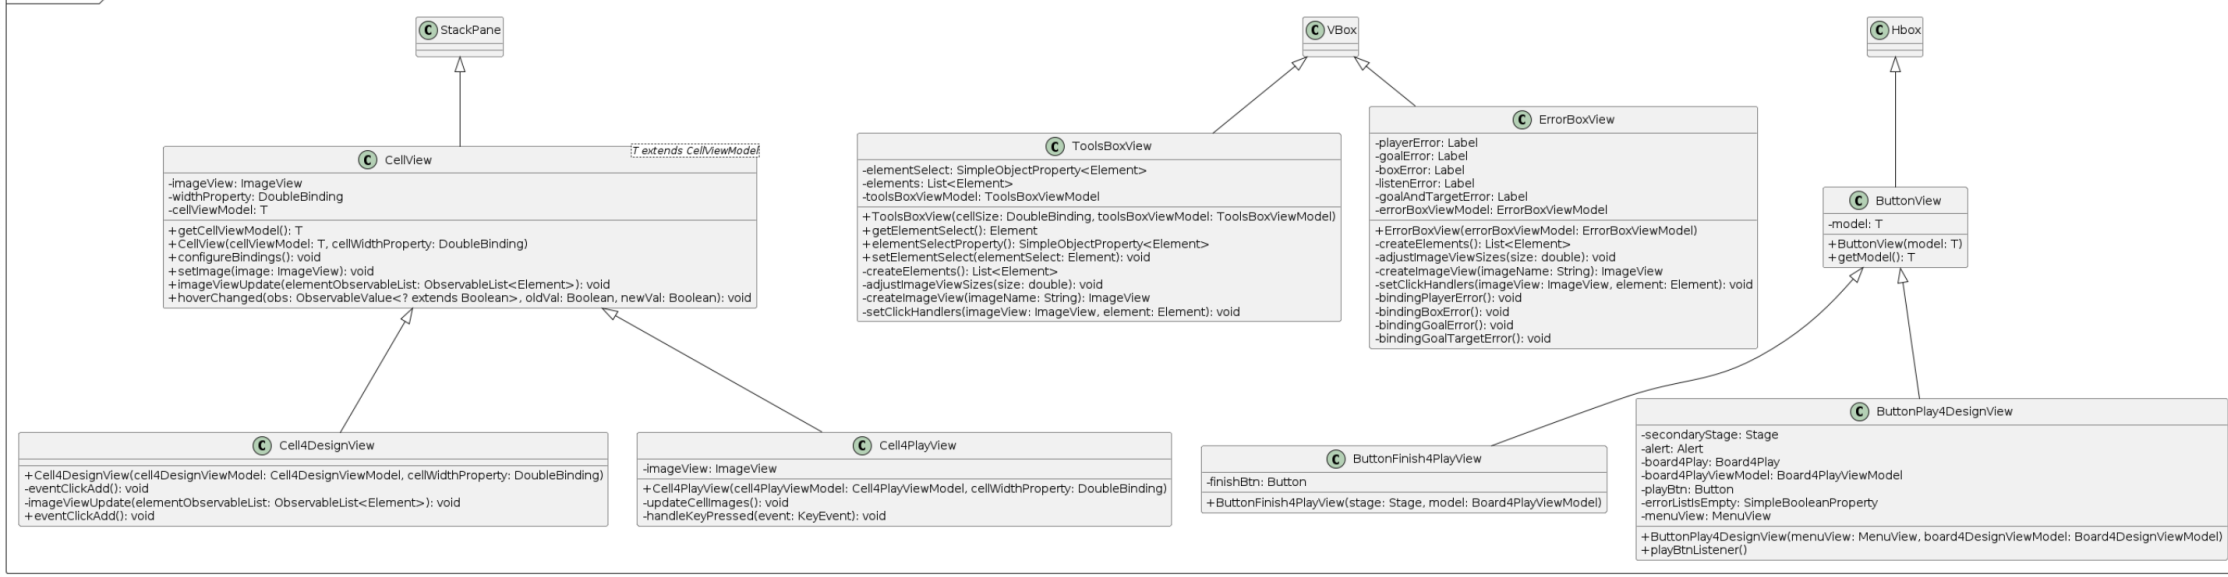 C StackPane
C VBox
C Hbox
C CellView
T extends CellViewModel
-imageView: ImageView
-widthProperty: DoubleBinding
-cellViewModel: T
+getCellViewModel(): T
+CellView(cellViewModel: T, cellWidthProperty: DoubleBinding)
+configureBindings(): void
+setImage(image: ImageView): void
+imageViewUpdate(elementObservableList: ObservableList<Element>): void
+hoverChanged(obs: ObservableValue<? extends Boolean>, oldVal: Boolean, newVal: Boolean): void
C ToolsBoxView
-elementSelect: SimpleObjectProperty<Element>
-elements: List<Element>
-toolsBoxViewModel: ToolsBoxViewModel
+ToolsBoxView(cellSize: DoubleBinding, toolsBoxViewModel: ToolsBoxViewModel)
+getElementSelect(): Element
+elementSelectProperty(): SimpleObjectProperty<Element>
+setElementSelect(elementSelect: Element): void
-createElements(): List<Element>
-adjustImageViewSizes(size: double): void
-createImageView(imageName: String): ImageView
-setClickHandlers(imageView: ImageView, element: Element): void
C ErrorBoxView
-playerError: Label
-goalError: Label
-boxError: Label
-listenError: Label
-goalAndTargetError: Label
-errorBoxViewModel: ErrorBoxViewModel
+ErrorBoxView(errorBoxViewModel: ErrorBoxViewModel)
-createElements(): List<Element>
-adjustImageViewSizes(size: double): void
-createImageView(imageName: String): ImageView
-setClickHandlers(imageView: ImageView, element: Element): void
-bindingPlayerError(): void
-bindingBoxError(): void
-bindingGoalError(): void
-bindingGoalTargetError(): void
C ButtonView
-model: T
+ButtonView(model: T)
+getModel(): T
C Cell4DesignView
+Cell4DesignView(cell4DesignViewModel: Cell4DesignViewModel, cellWidthProperty: DoubleBinding)
-eventClickAdd(): void
-imageViewUpdate(elementObservableList: ObservableList<Element>): void
+eventClickAdd(): void
C Cell4PlayView
-imageView: ImageView
+Cell4PlayView(cell4PlayViewModel: Cell4PlayViewModel, cellWidthProperty: DoubleBinding)
-updateCellImages(): void
-handleKeyPressed(event: KeyEvent): void
C ButtonFinish4PlayView
-finishBtn: Button
+ButtonFinish4PlayView(stage: Stage, model: Board4PlayViewModel)
C ButtonPlay4DesignView
-secondaryStage: Stage
-alert: Alert
-board4Play: Board4Play
-board4PlayViewModel: Board4PlayViewModel
-playBtn: Button
-errorListIsEmpty: SimpleBooleanProperty
-menuView: MenuView
+ButtonPlay4DesignView(menuView: MenuView, board4DesignViewModel: Board4DesignViewModel)
+playBtnListener()